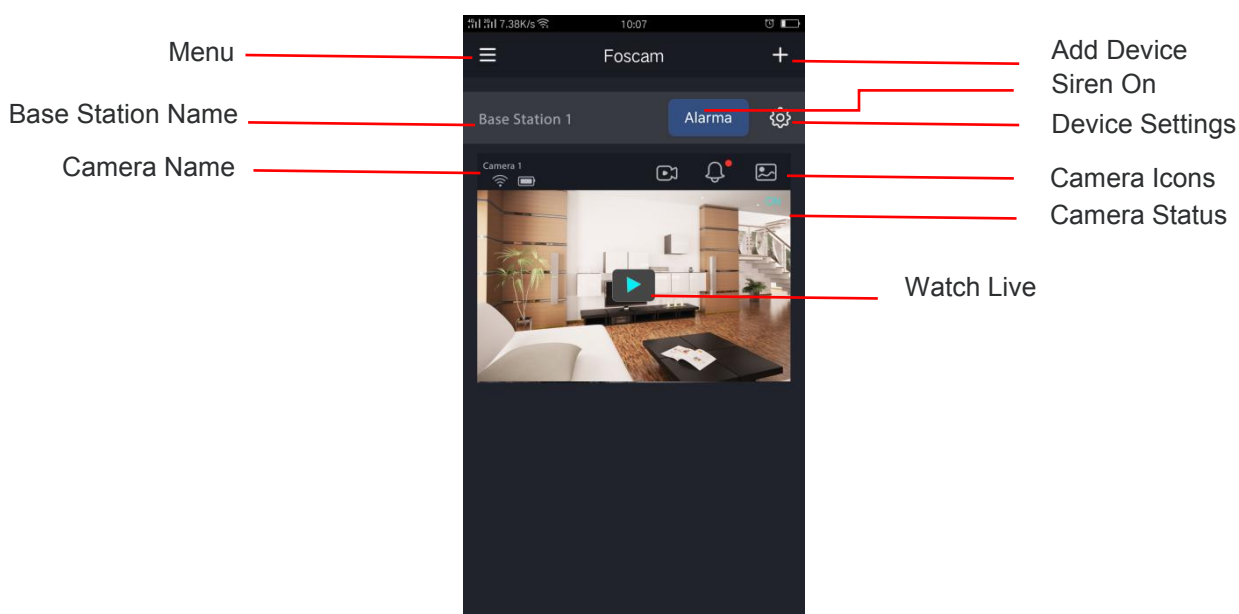 7.38K/s 10:07
Menu
Foscam
Add Device
Siren On
Base Station Name
Base Station 1
Alarma
Device Settings
Camera Name
Camera 1
Camera Icons
Camera Status
Watch Live